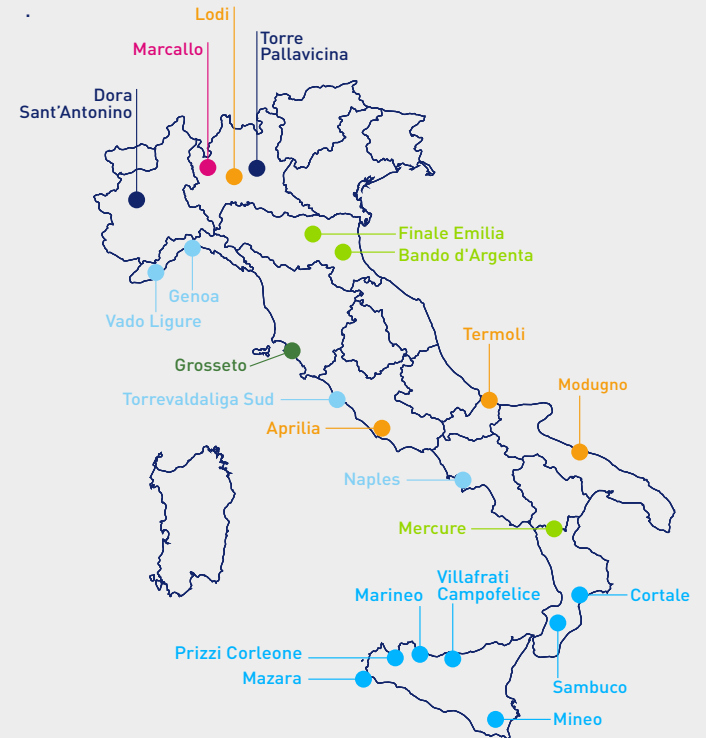 Lodi
Torre
Pallavicina
Marcallo
Dora
Sant'Antonino
Finale Emilia
Bando d'Argenta
Genoa
Vado Ligure
Termoli
Grosseto
Modugno
Torrevaldaliga Sud
Aprilia
Naples
Mercure
Villafrati
Campofelice
Marineo
Cortale
Prizzi Corleone
Mazara
Sambuco
Mineo